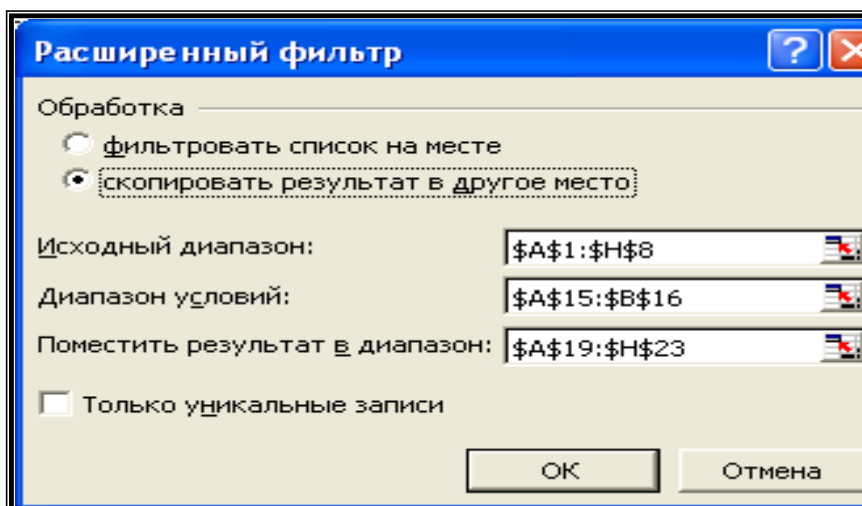 Расширенный фильтр
Обработка
фильтровать список на месте
скопировать результат в другое место
Исходный диапазон: $A$1:$H$8
Диапазон условий: $A$15:$B$16
Поместить результат в диапазон: $A$19:$H$23
Только уникальные записи
ОК Отмена